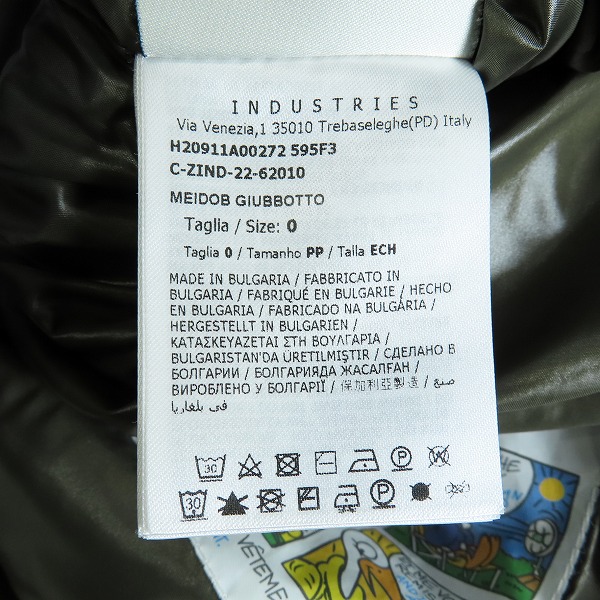 INDUSTRIES
Via Venezia,1 35010 Trebaseleghe(PD) Italy
H20911A00272 595F3
C-ZIND-22-62010
MEIDOB GIUBBOTTO
Taglia / Size: 0
Taglia 0 / Tamanho PP / Talla ECH
MADE IN BULGARIA / FABBRICATO IN
BULGARIA / FABRIQUÉ EN BULGARIE / HECHO
EN BULGARIA / FABRICADO NA BULGÁRIA /
HERGESTELLT IN BULGARIEN /
ΚΑΤΑΣΚΕΥΑΖΕΤΑΙ ΣΤΗ ΒΟΥΛΓΑΡΙΑ /
BULGARISTAN'DA ÜRETILMIŞTIR / СДЕЛАНО В
БОЛГАРИИ / БОЛГАРИЯДА ЖАСАЛҒАН /
ВИРОБЛЕНО У БОЛГАРІЇ / 保加利亞製造 / صنع
في بلغاريا
30 P W
30 P
VÊTEME